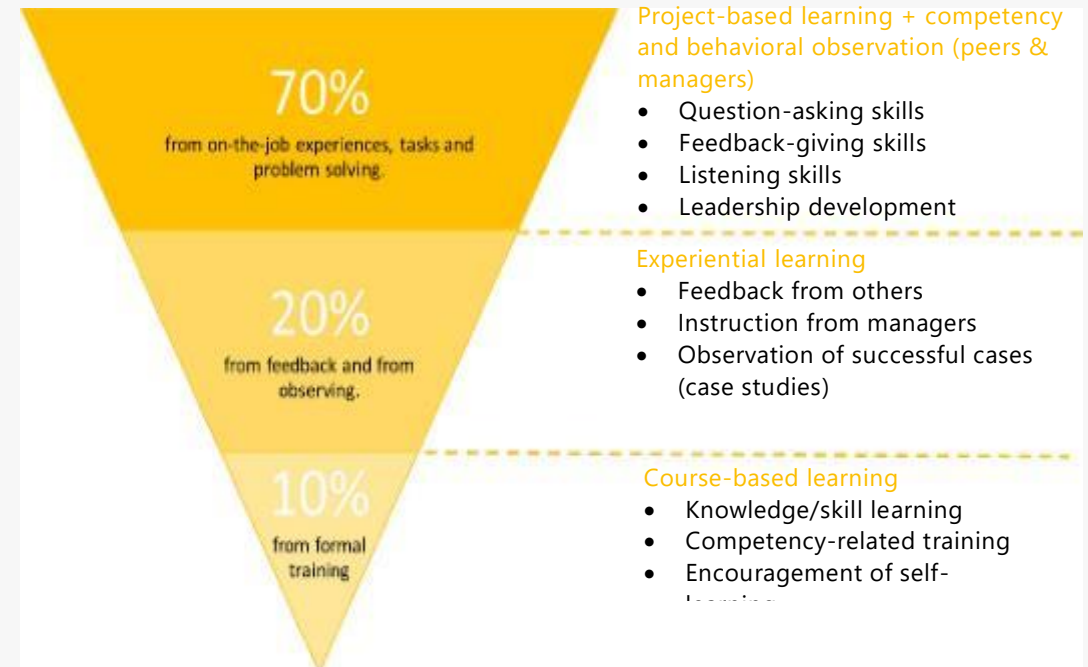 70%
from on-the-job experiences, tasks and
problem solving.
Project-based learning + competency
and behavioral observation (peers &
managers)
• Question-asking skills
• Feedback-giving skills
• Listening skills
• Leadership development
20%
from feedback and from
observing.
Experiential learning
• Feedback from others
• Instruction from managers
• Observation of successful cases
(case studies)
10%
from formal
training
Course-based learning
• Knowledge/skill learning
• Competency-related training
• Encouragement of self-